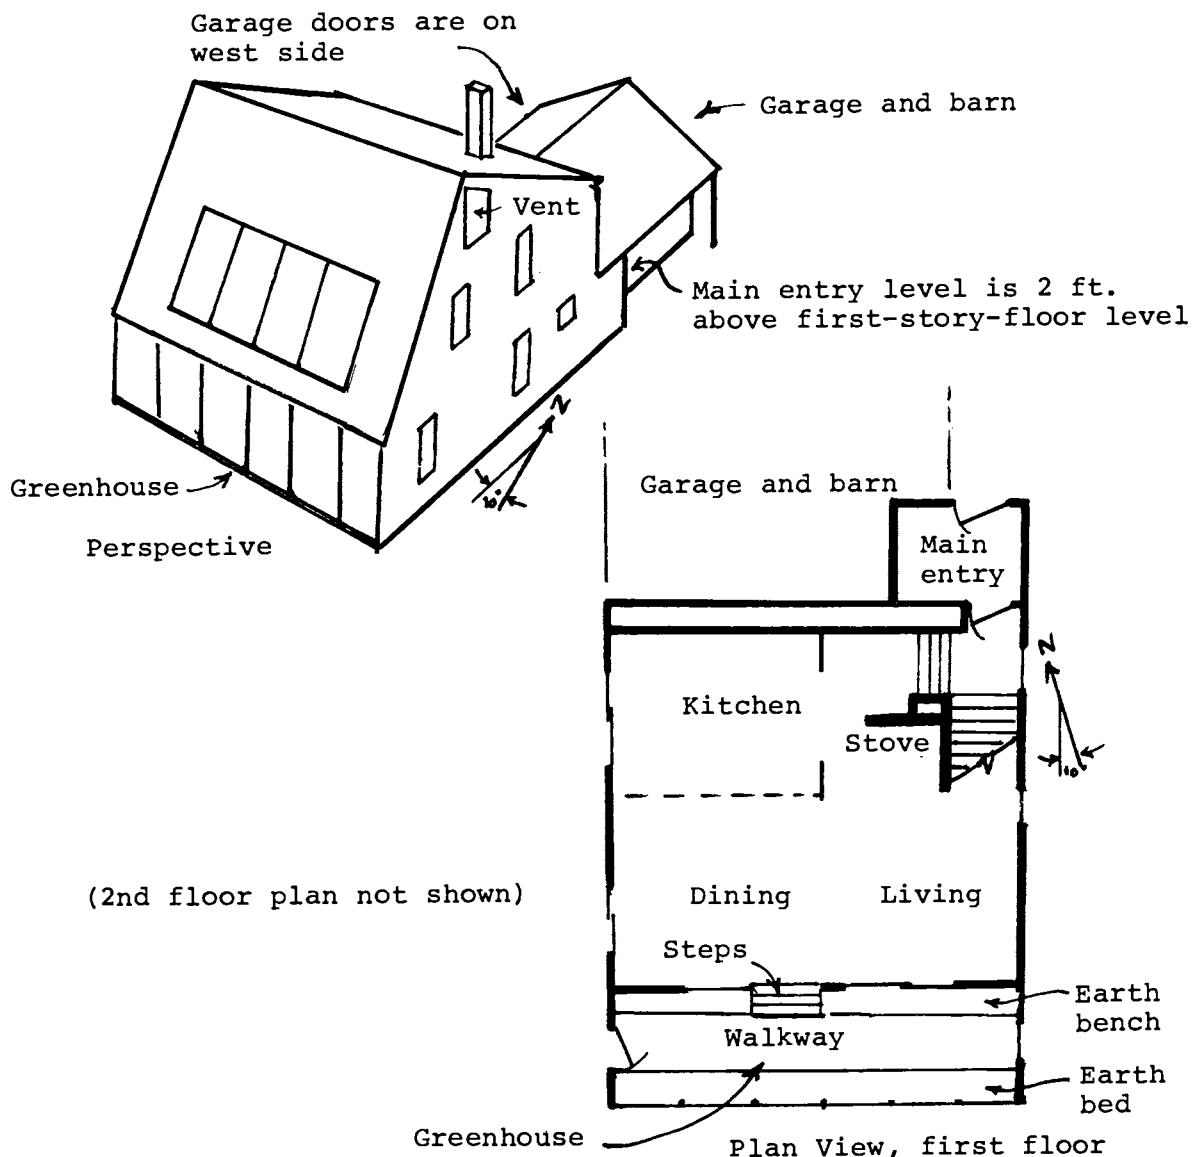 Garage doors are on
west side
Garage and barn
Vent
Main entry level is 2 ft.
above first-story-floor level
N
10°
Greenhouse
Perspective
Garage and barn
Main
entry
N
Kitchen
Stove
10°
(2nd floor plan not shown)
Dining
Living
Steps
Earth
bench
Walkway
Earth
bed
Greenhouse
Plan View, first floor